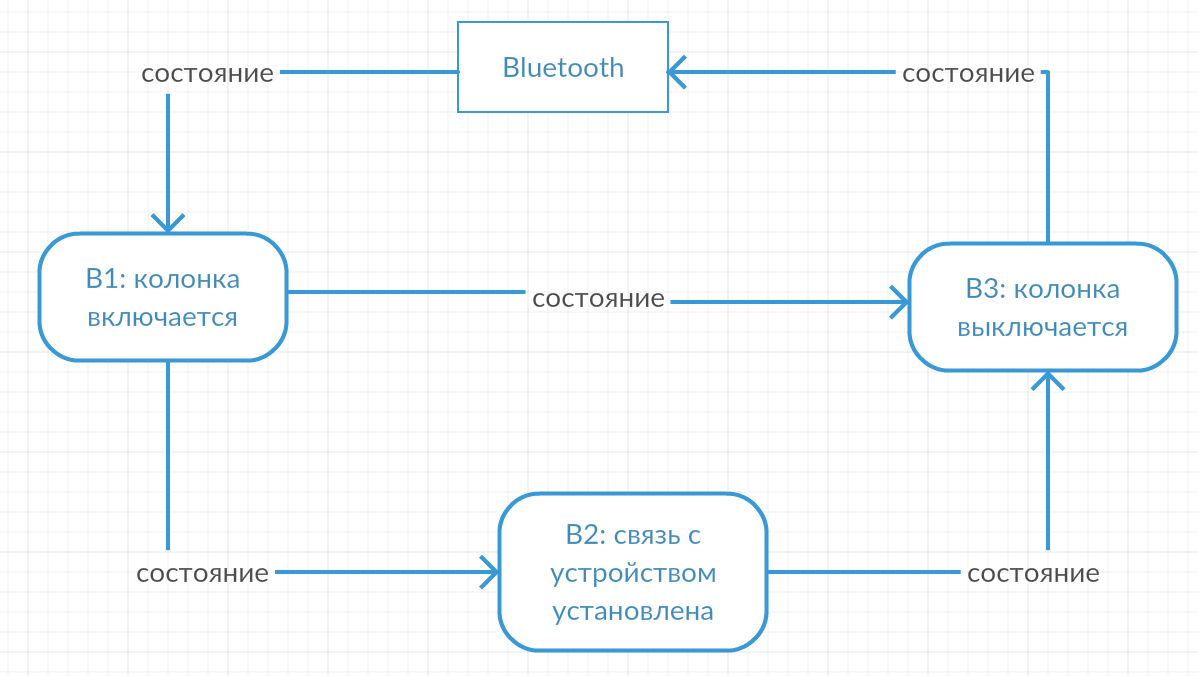 Bluetooth
состояние
состояние
B1: колонка
включается
состояние
B3: колонка
выключается
B2: связь с
устройством
установлена
состояние
состояние